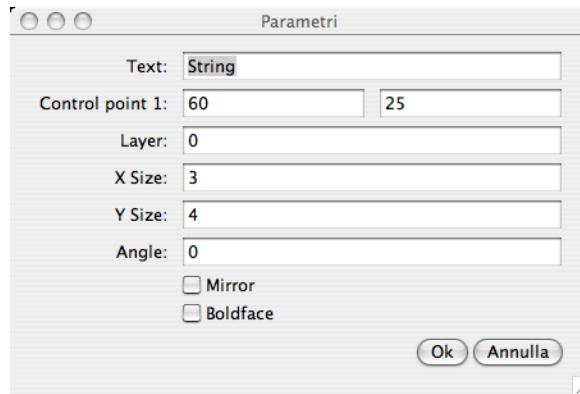 Parametri
Text: String
Control point 1: 60 25
Layer: 0
X Size: 3
Y Size: 4
Angle: 0
Mirror
Boldface
Ok Annulla